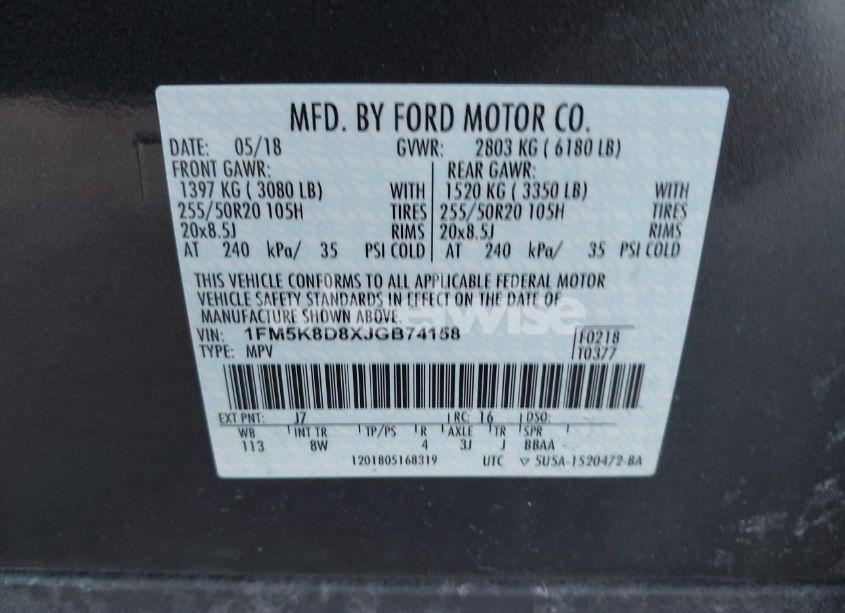 MFD. BY FORD MOTOR CO.
DATE: 05/18 GVWR: 2803 KG ( 6180 LB)
FRONT GAWR: REAR GAWR:
1397 KG ( 3080 LB) WITH 1520 KG ( 3350 LB) WITH
255/50R20 105H TIRES 255/50R20 105H TIRES
20x8.5J RIMS 20x8.5J RIMS
AT 240 kPa/ 35 PSI COLD AT 240 kPa/ 35 PSI COLD
THIS VEHICLE CONFORMS TO ALL APPLICABLE FEDERAL MOTOR
VEHICLE SAFETY STANDARDS IN EFFECT ON THE DATE OF
MANUFACTURE SHOWN ABOVE.
VIN: 1FM5K8D8XJGB74158 F0218
TYPE: MPV T0377
EXT PNT: J7 RC: 16 DSO:
WB INT TR TP/PS R AXLE TR SPR
113 8W 4 3J J BBAA
1201805168319 UTC ▽ 5U5A-1520472-BA